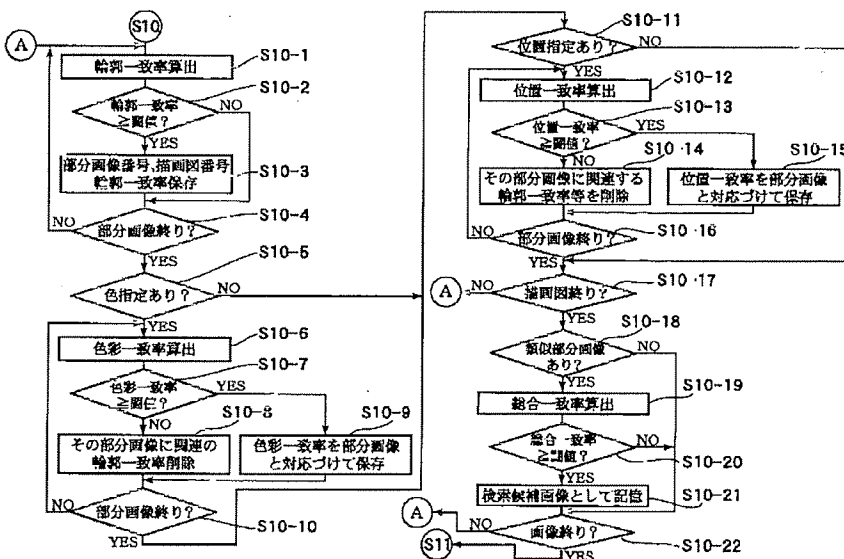 S10
A
S10-1
輪郭一致率算出
S10-2
輪郭一致率
≧閾値?
NO
YES
部分画像番号、描画図番号
輪郭一致率保存
S10-3
S10-4
NO
部分画像終り?
YES
S10-5
色指定あり?
NO
YES
S10-6
色彩一致率算出
S10-7
色彩一致率
≧閾値?
YES
NO
S10-8
S10-9
その部分画像に関連の
輪郭一致率削除
色彩一致率を部分画像
と対応づけて保存
NO
部分画像終り?
S10-10
YES
S10-11
位置指定あり?
NO
YES
S10-12
位置一致率算出
S10-13
位置一致率
≧閾値?
YES
NO
S10・14
S10-15
その部分画像に関連する
輪郭一致率等を削除
位置一致率を部分画像
と対応づけて保存
NO
部分画像終り?
S10・16
YES
S10・17
A
NO
描画図終り?
YES
S10-18
類似部分画像
あり?
NO
YES
S10-19
総合一致率算出
総合一致率
≧閾値?
NO
S10-20
YES
検索候補画像として記憶
S10-21
A
NO
画像終り?
S10-22
S11
YES